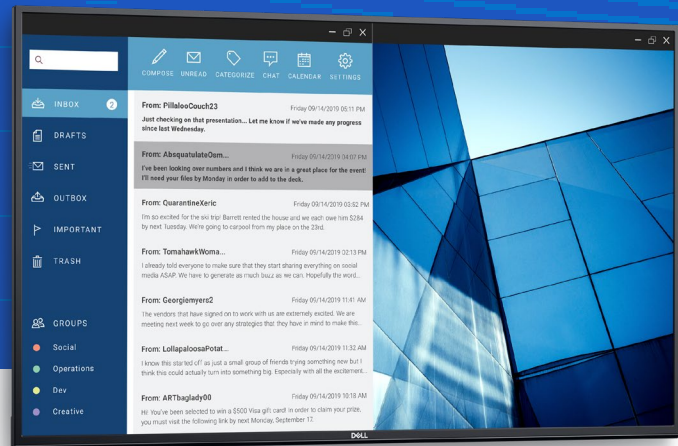 COMPOSE UNREAD CATEGORIZE CHAT CALENDAR SETTINGS
INBOX 2
DRAFTS
SENT
OUTBOX
IMPORTANT
TRASH
GROUPS
Social
Operations
Dev
Creative
From: PillalooCouch23 Friday 09/14/2019 05:11 PM
Just checking on that presentation... Let me know if we've made any progress
since last Wednesday.
From: AbsquatulateOsm... Friday 09/14/2019 04:07 PM
I've been looking over numbers and I think we are in a great place for the event!
I'll need your files by Monday in order to add to the deck.
From: QuarantineXeric Friday 09/14/2019 03:52 PM
I'm so excited for the ski trip! Barrett rented the house and we each owe him $284
by next Tuesday. We're going to carpool from my place on the 23rd.
From: TomahawkWoma... Friday 09/14/2019 02:13 PM
I already told everyone to make sure that they start sharing everything on social
media ASAP. We have to generate as much buzz as we can. Hopefully the word...
From: Georgiemyers2 Friday 09/14/2019 11:41 AM
The vendors that have signed on to work with us are extremely excited. We are
meeting next week to go over any strategies that they have in mind to make this...
From: LollapaloosaPotat... Friday 09/14/2019 11:32 AM
I know this started off as just a small group of friends trying something new but I
think this could actually turn into something big. Especially with all the excitement...
From: ARTbaglady00 Friday 09/14/2019 10:18 AM
Hi! You've been selected to win a $500 Visa gift card! In order to claim your prize,
you must visit the following link by next Monday, September 17.
DELL